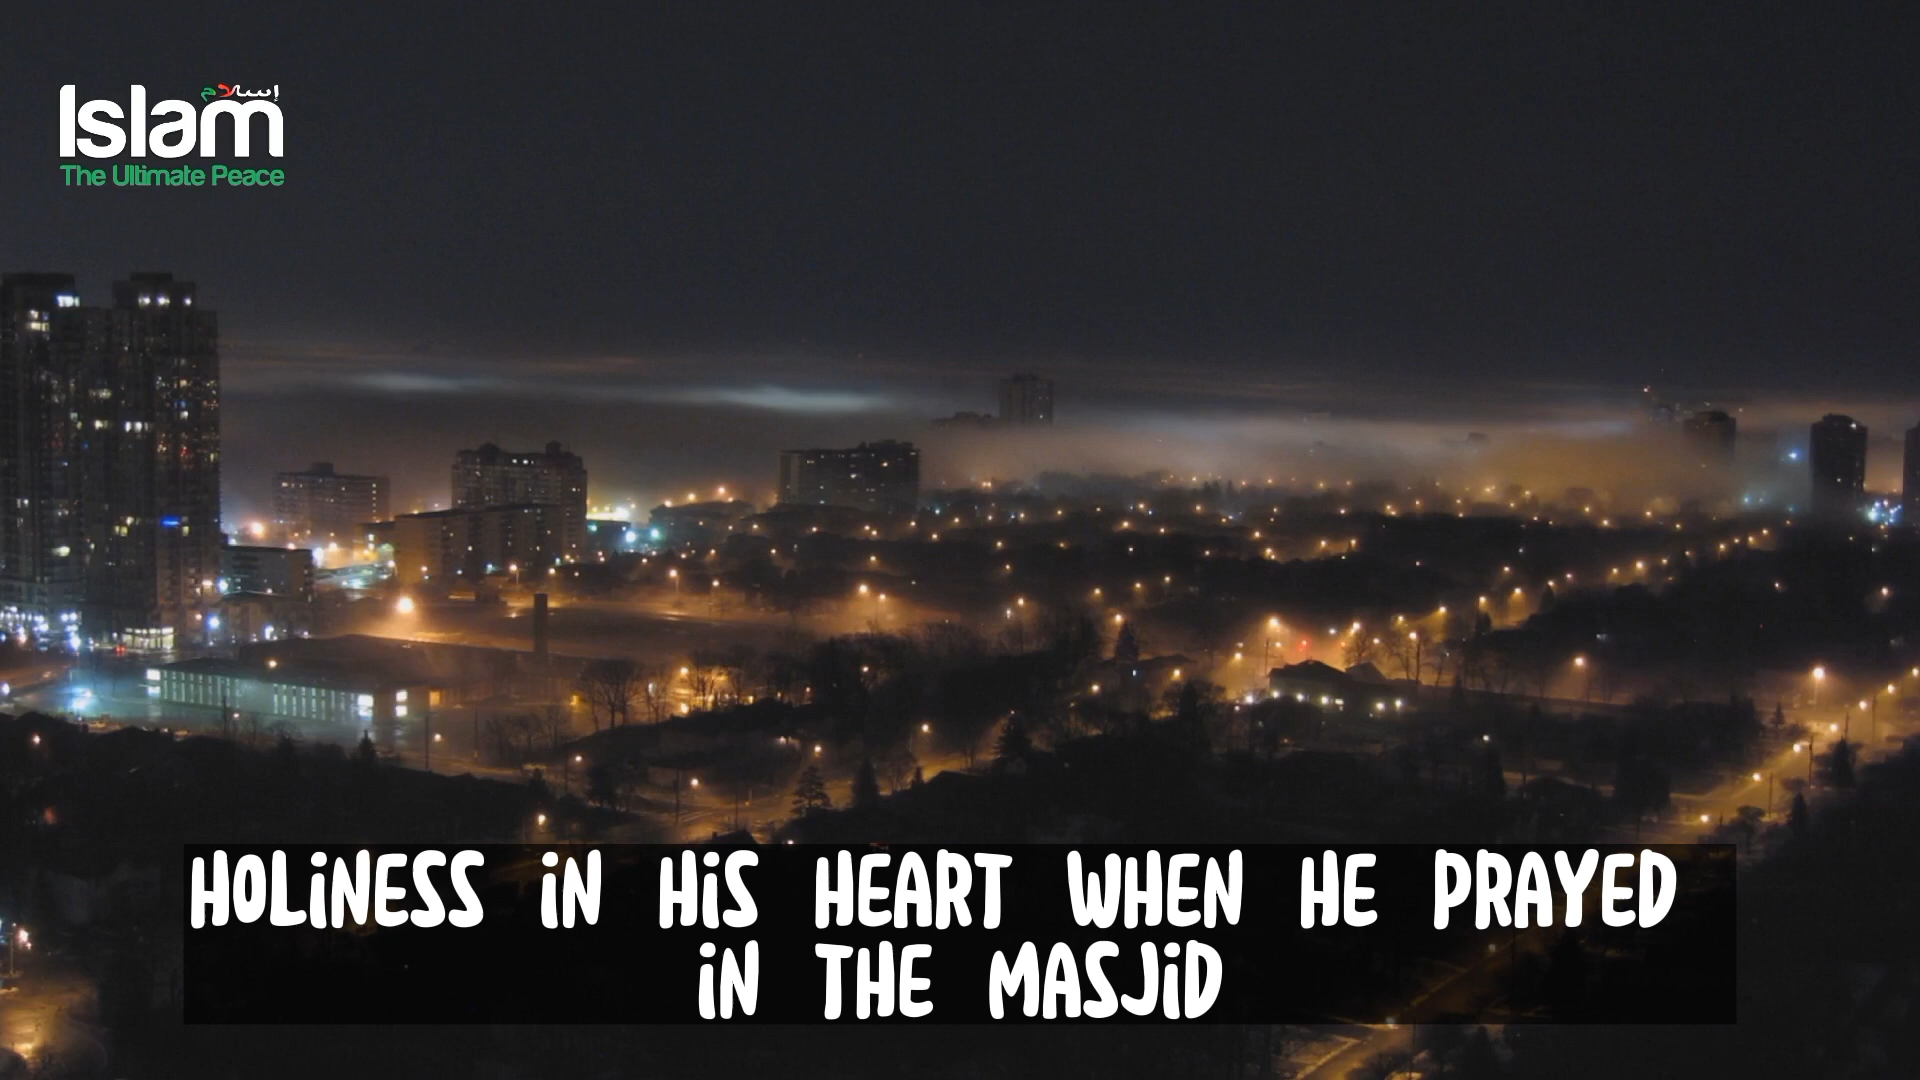 إسلام
Islam
The Ultimate Peace
HOLiNESS iN HiS HEART WHEN HE PRAYED
iN THE MASJiD